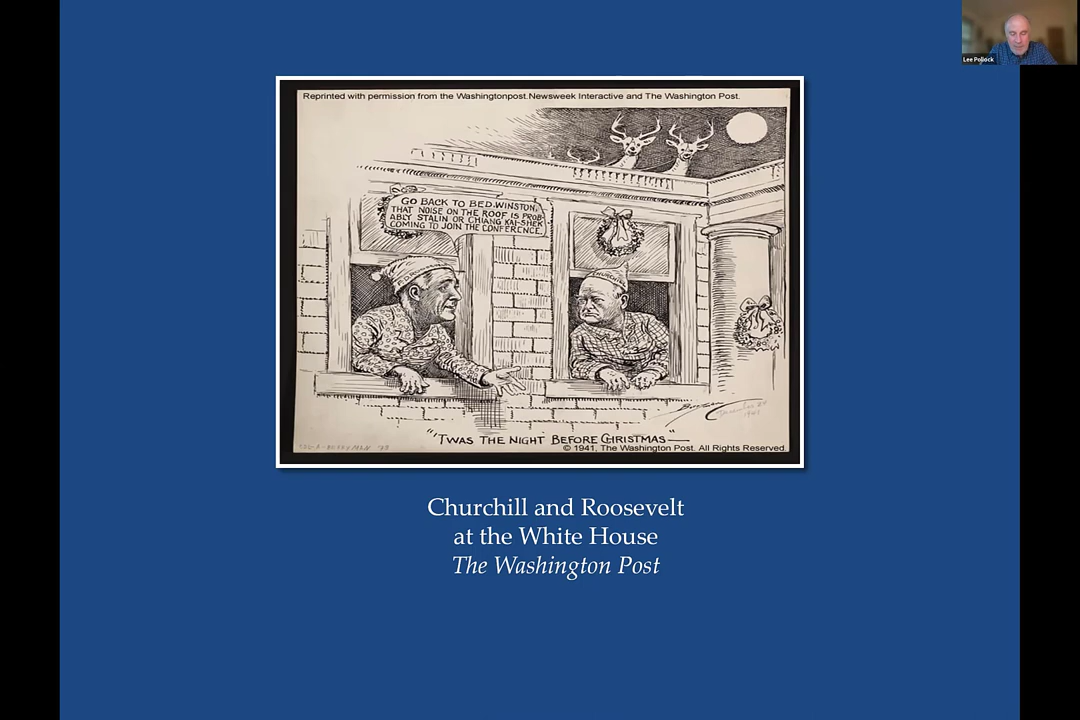 Lee Pollock
Reprinted with permission from the Washingtonpost.Newsweek Interactive and The Washington Post.
GO BACK TO BED, WINSTON,
THAT NOISE ON THE ROOF IS PROB-
ABLY STALIN OR CHIANG KAI-SHEK
COMING TO JOIN THE CONFERENCE.
"'TWAS THE NIGHT BEFORE CHRISTMAS—"
© 1941, The Washington Post. All Rights Reserved
Churchill and Roosevelt
at the White House
The Washington Post